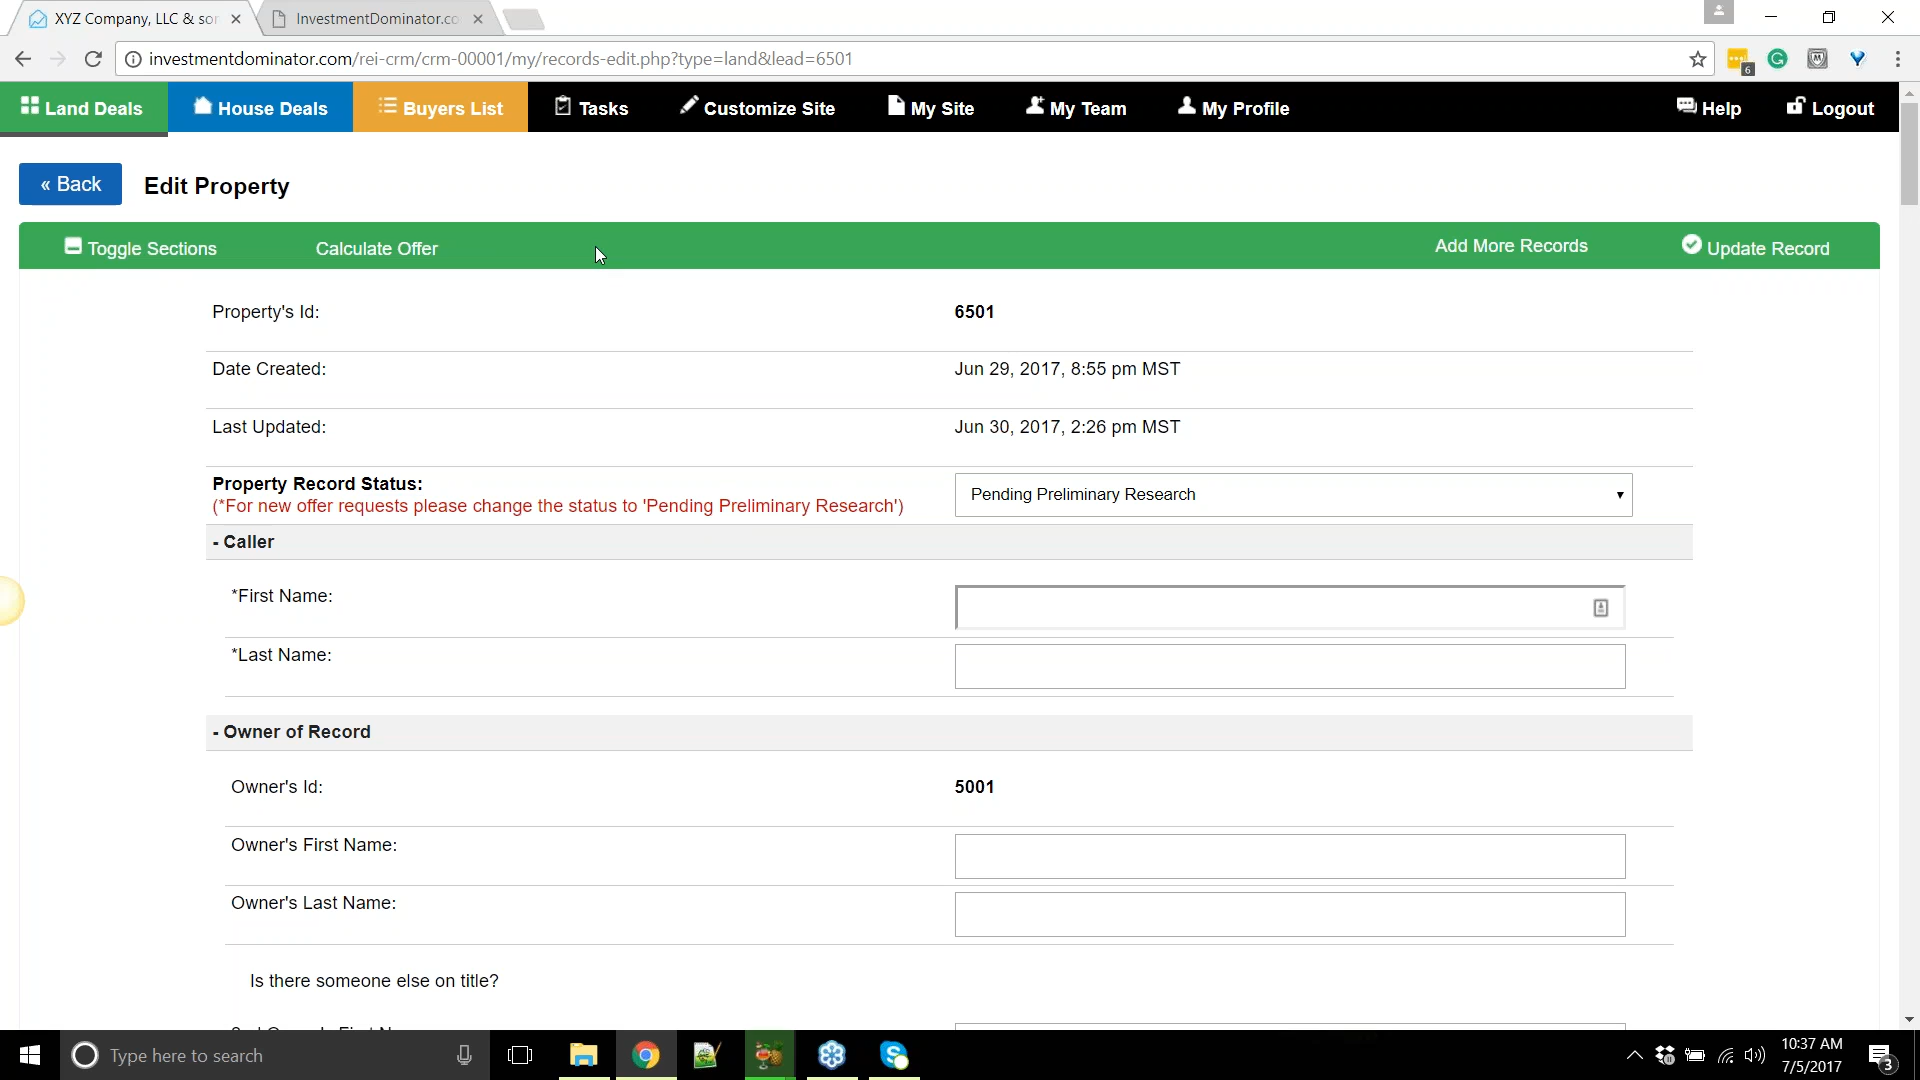 XYZ Company, LLC & sor
InvestmentDominator.co
investmentdominator.com/rei-crm/crm-00001/my/records-edit.php?type=land&lead=6501
6
Land Deals
House Deals
Buyers List
Tasks
Customize Site
My Site
My Team
My Profile
Help
Logout
« Back
Edit Property
Toggle Sections
Calculate Offer
Add More Records
Update Record
Property's Id:
6501
Date Created:
Jun 29, 2017, 8:55 pm MST
Last Updated:
Jun 30, 2017, 2:26 pm MST
Property Record Status:
(*For new offer requests please change the status to 'Pending Preliminary Research')
Pending Preliminary Research
- Caller
*First Name:
*Last Name:
- Owner of Record
Owner's Id:
5001
Owner's First Name:
Owner's Last Name:
Is there someone else on title?
Type here to search
10:37 AM
7/5/2017
3